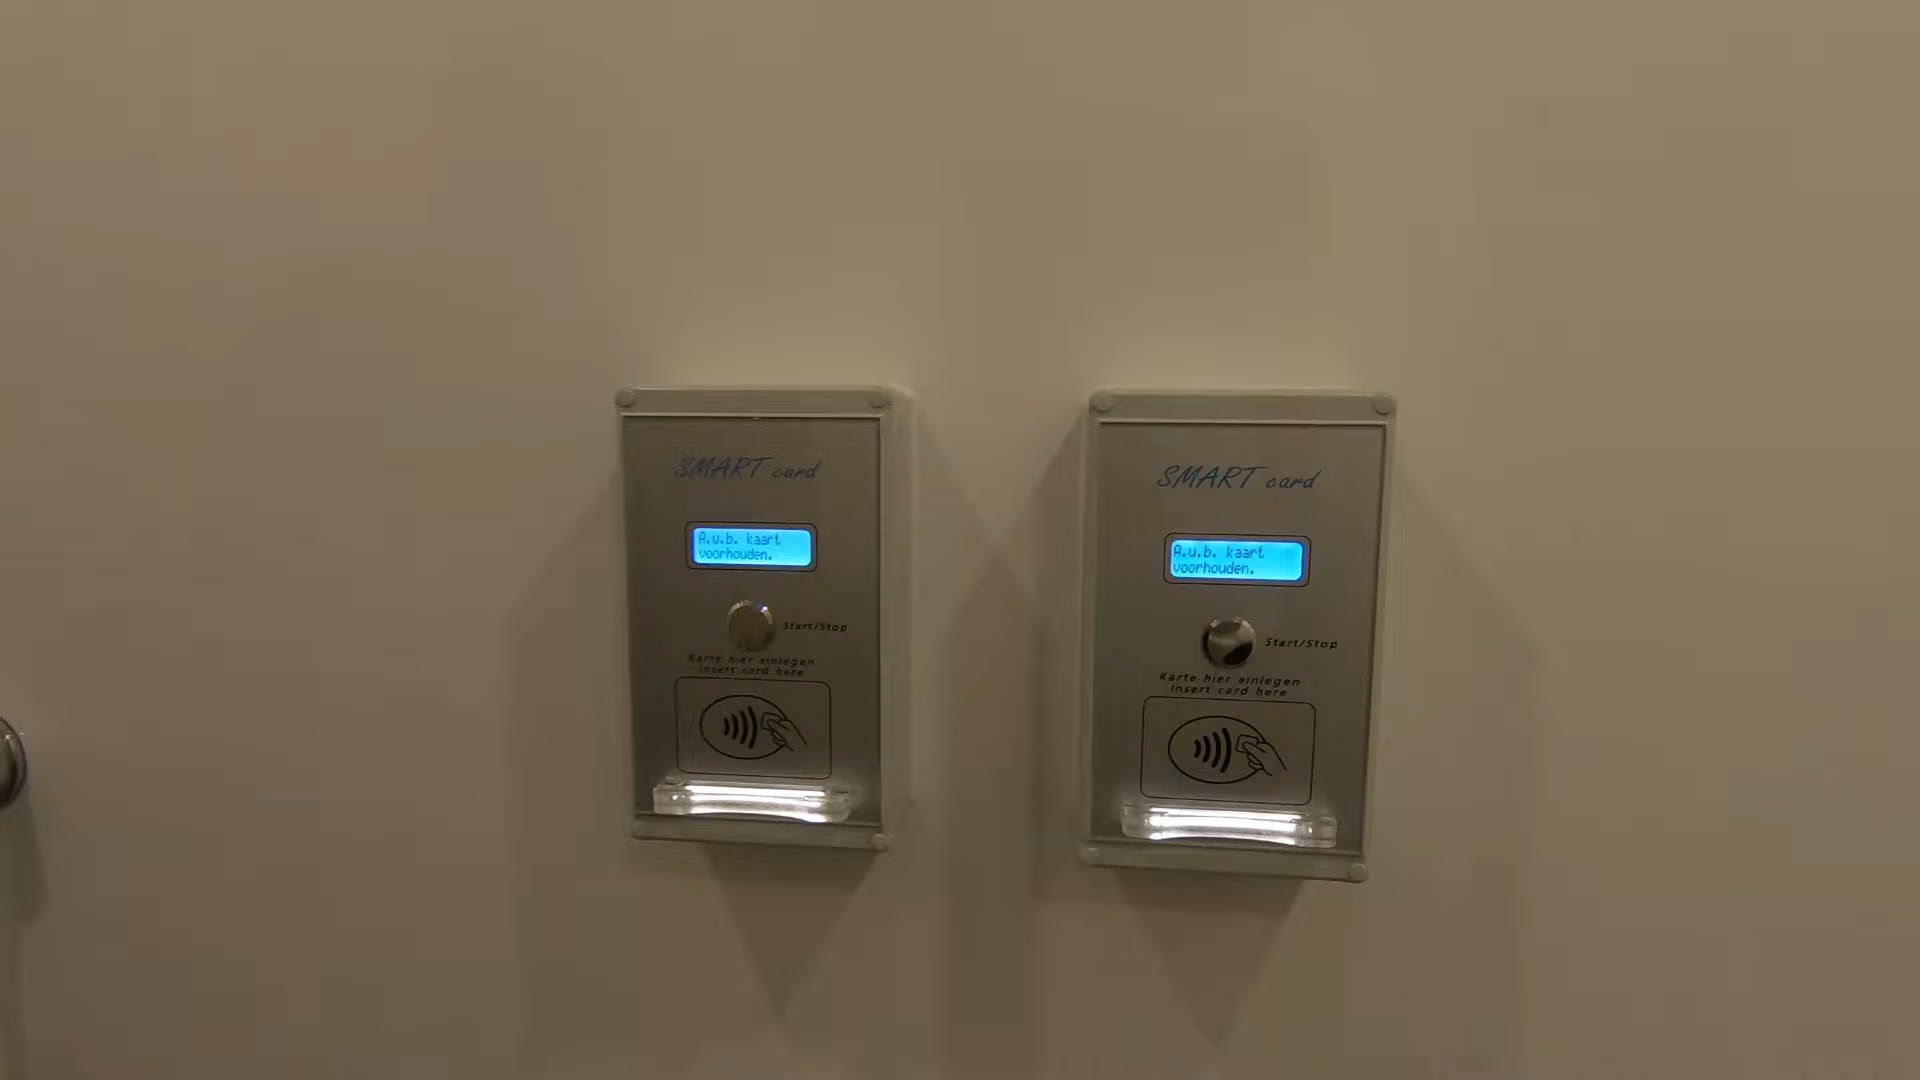 SMART card
A.u.b. kaart
voorhouden.
Start/Stop
Karte hier einlegen
Insert card here
SMART card
A.u.b. kaart
voorhouden.
Start/Stop
Karte hier einlegen
Insert card here